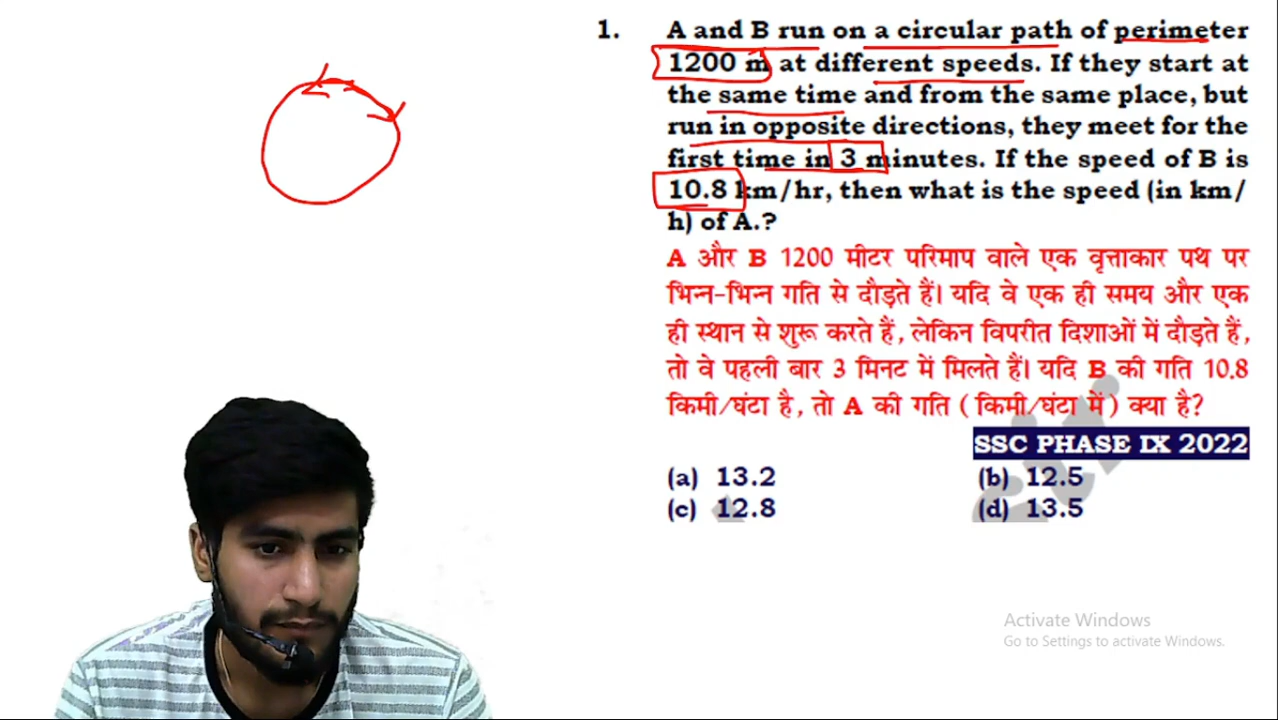 1. A and B run on a circular path of perimeter
1200 m at different speeds. If they start at
the same time and from the same place, but
run in opposite directions, they meet for the
first time in 3 minutes. If the speed of B is
10.8 km/hr, then what is the speed (in km/
h) of A.?
A और B 1200 मीटर परिमाप वाले एक वृत्ताकार पथ पर
भिन्न-भिन्न गति से दौड़ते हैं। यदि वे एक ही समय और एक
ही स्थान से शुरू करते हैं, लेकिन विपरीत दिशाओं में दौड़ते हैं,
तो वे पहली बार 3 मिनट में मिलते हैं। यदि B की गति 10.8
किमी/घंटा है, तो A की गति (किमी/घंटा में) क्या है?
SSC PHASE IX 2022
(a) 13.2 (b) 12.5
(c) 12.8 (d) 13.5
Activate Windows
Go to Settings to activate Windows.